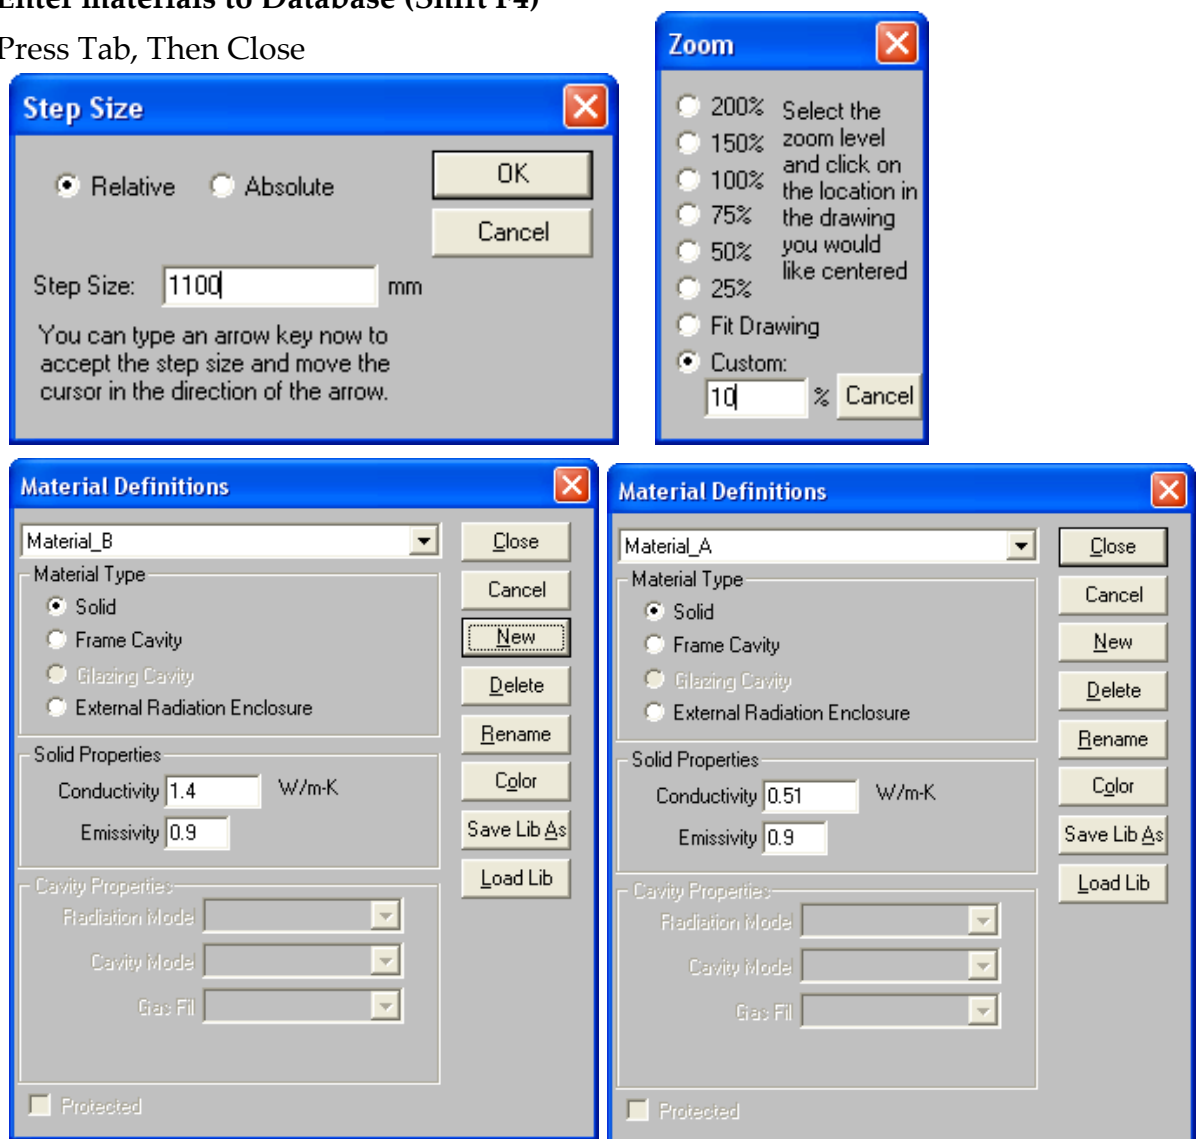 Enter materials to Database (Shift F4)
Press Tab, Then Close
Step Size
Relative
Absolute
OK
Cancel
Step Size: 1100 mm
You can type an arrow key now to
accept the step size and move the
cursor in the direction of the arrow.
Zoom
200%
150%
100%
75%
50%
25%
Select the
zoom level
and click on
the location in
the drawing
you would
like centered
Fit Drawing
Custom:
10 % Cancel
Material Definitions
Material_B
Close
Material Type
Solid
Cancel
Frame Cavity
New
Glazing Cavity
External Radiation Enclosure
Delete
Rename
Solid Properties
Conductivity 1.4 W/m-K
Color
Emissivity 0.9
Save Lib As
Load Lib
Cavity Properties
Radiation Mode
Cavity Mode
Gas Fil
Protected
Material Definitions
Material_A
Close
Material Type
Solid
Cancel
Frame Cavity
New
Glazing Cavity
External Radiation Enclosure
Delete
Rename
Solid Properties
Conductivity 0.51 W/m-K
Color
Emissivity 0.9
Save Lib As
Load Lib
Cavity Properties
Radiation Mode
Cavity Mode
Gas Fil
Protected